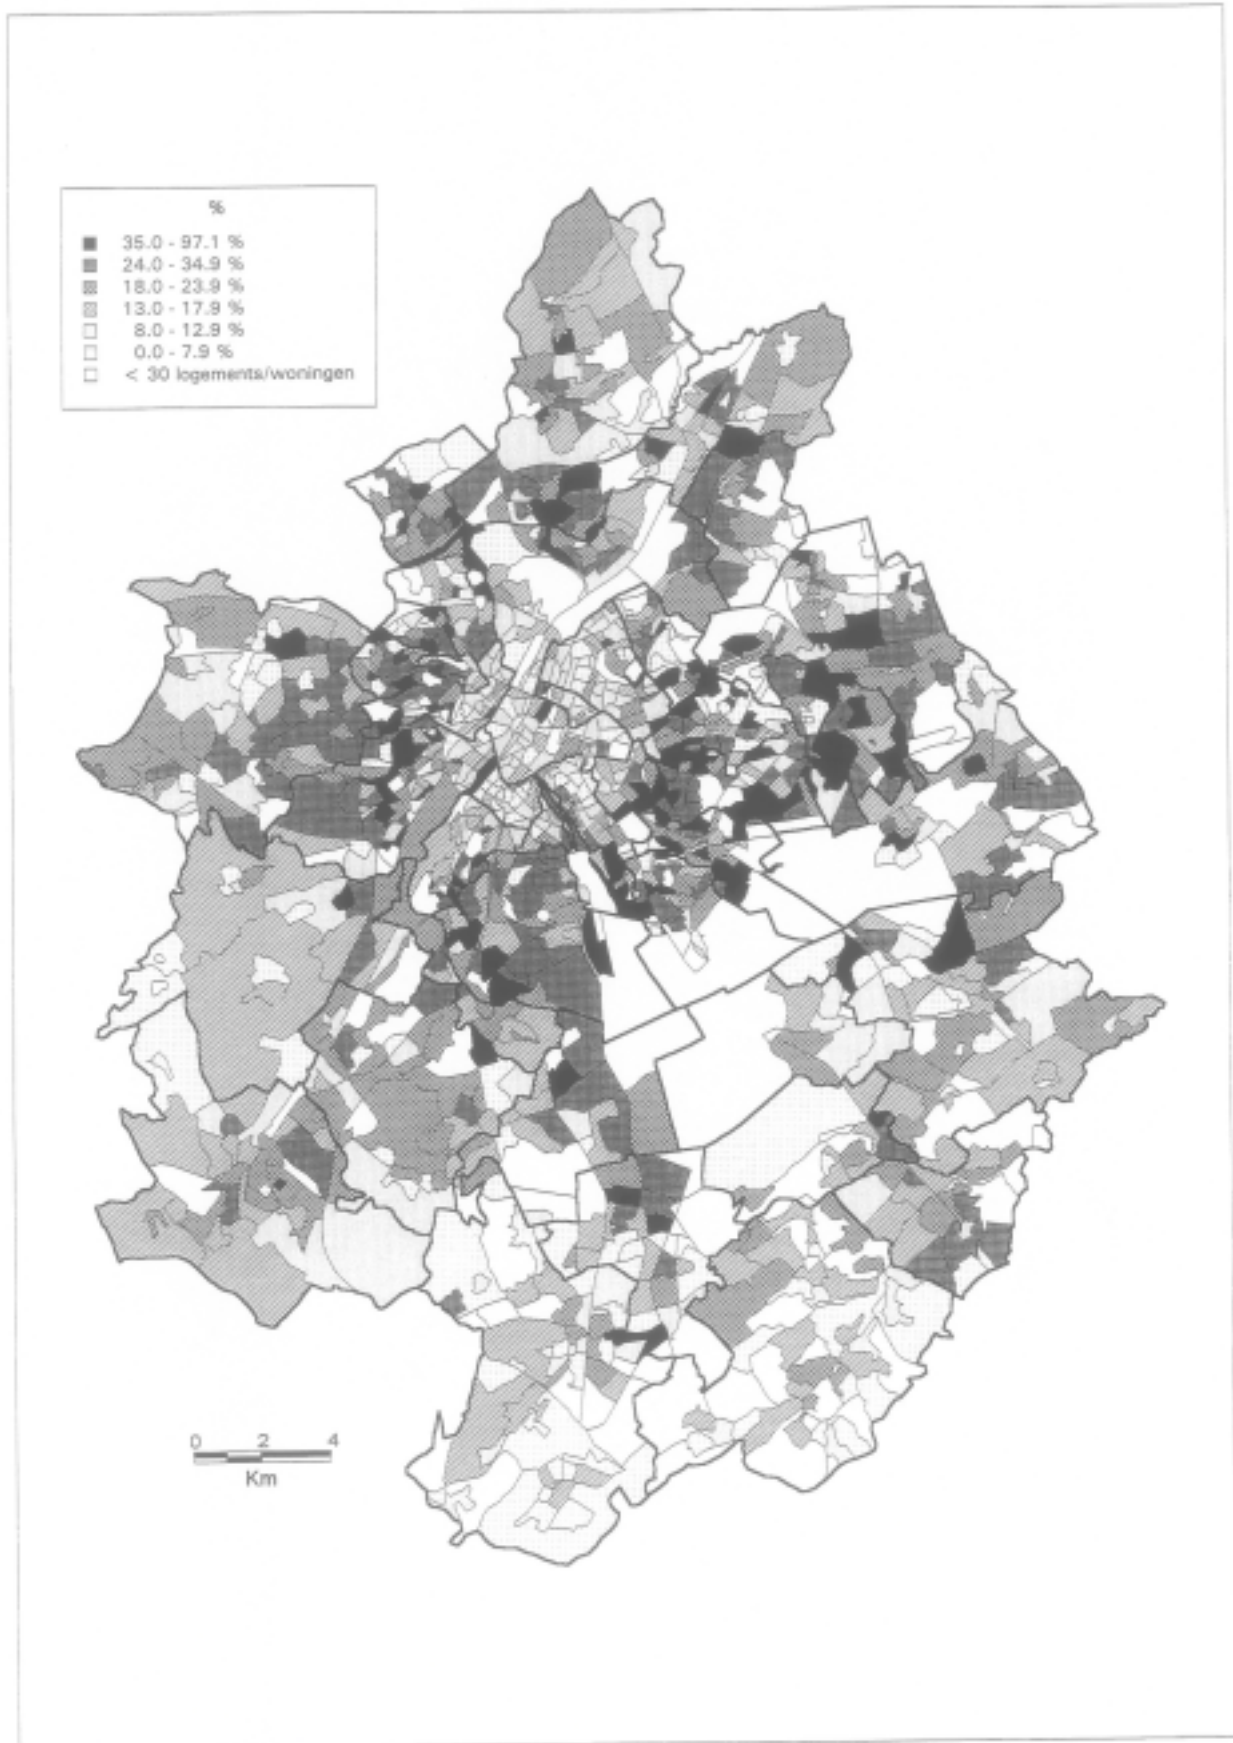 %
35.0 - 97.1 %
24.0 - 34.9 %
18.0 - 23.9 %
13.0 - 17.9 %
8.0 - 12.9 %
0.0 - 7.9 %
< 30 logements/woningen
0 2 4
Km